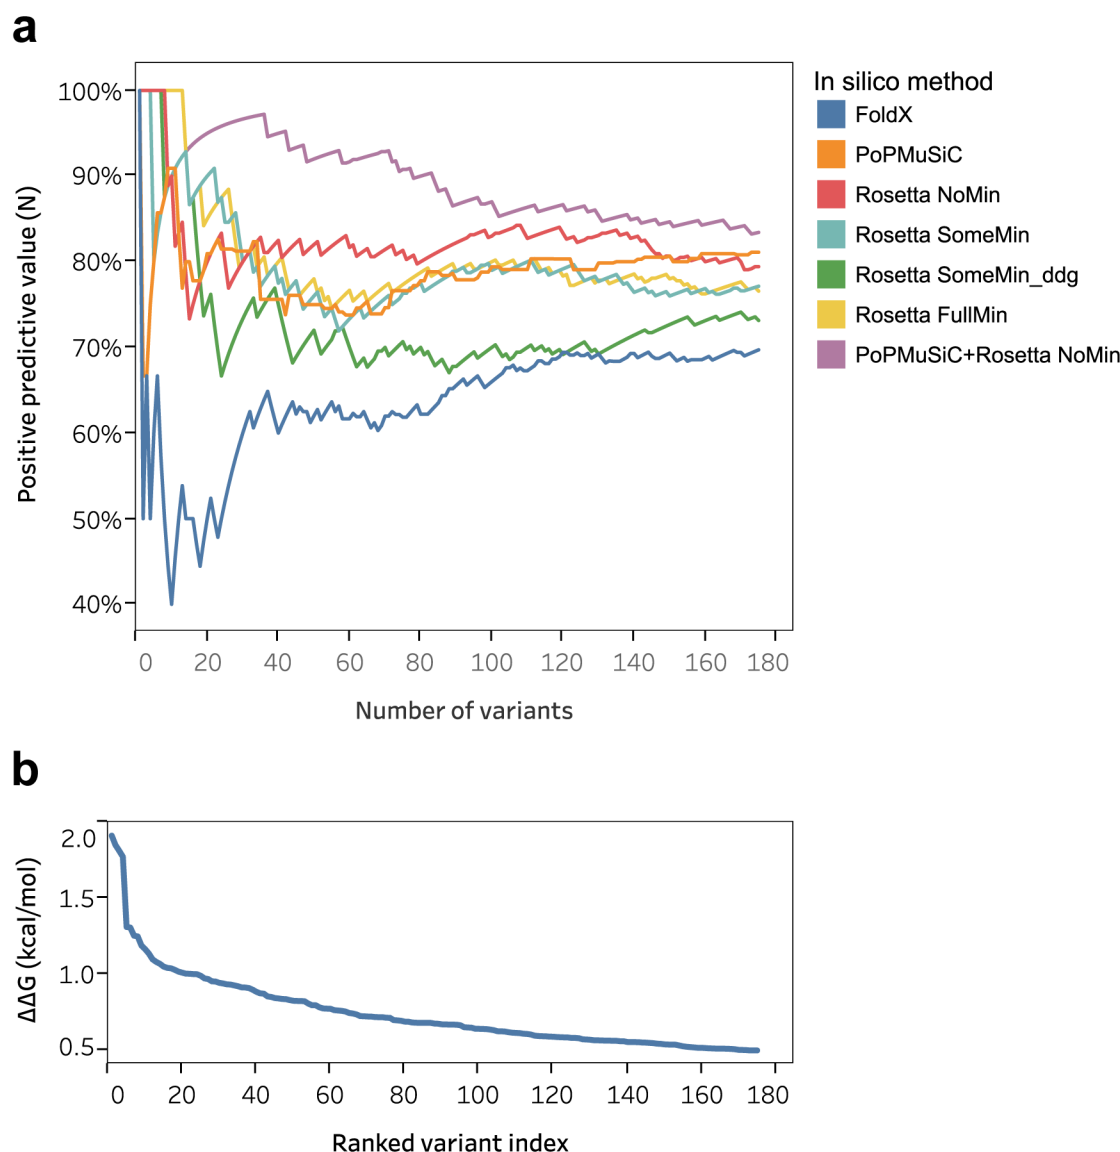 a
In silico method
FoldX
PoPMuSiC
Rosetta NoMin
Rosetta SomeMin
Rosetta SomeMin_ddg
Rosetta FullMin
PoPMuSiC+Rosetta NoMin
Positive predictive value (N)
100%
90%
80%
70%
60%
50%
40%
0 20 40 60 80 100 120 140 160 180
Number of variants
b
ΔΔG (kcal/mol)
2.0
1.5
1.0
0.5
0 20 40 60 80 100 120 140 160 180
Ranked variant index